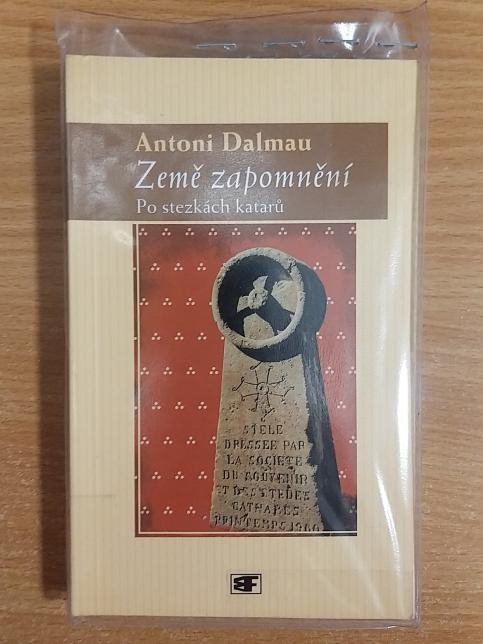 Antoni Dalmau
Země zapomnění
Po stezkách katarů
STELE
DRESSEE PAR
LA SOCIETE
DU SOUVENIR
ET DES ETUDES
CATHARES
PRINTEMPS 1960